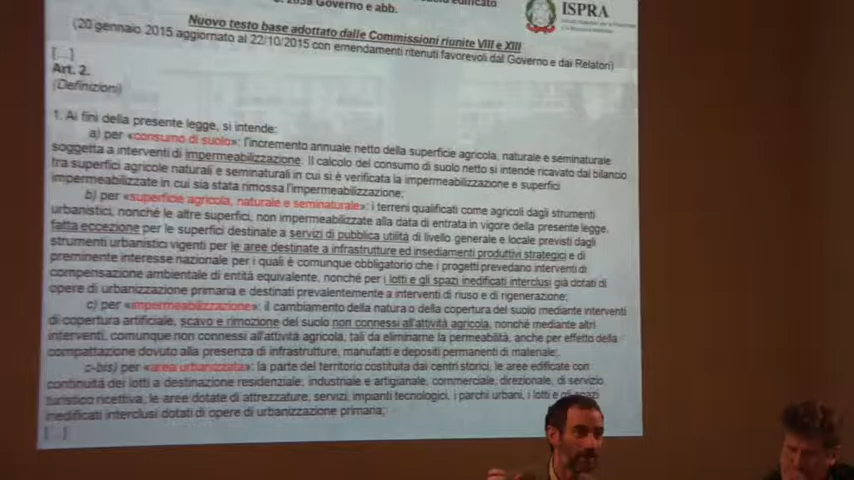 C. 2039 Governo e abb.
ISPRA
Nuovo testo base adottato dalle Commissioni riunite VIII e XIII
(20 gennaio 2015 aggiornato al 22/10/2015 con emendamenti ritenuti favorevoli dal Governo e dai Relatori)
[...]
Art. 2.
(Definizioni)
1. Ai fini della presente legge, si intende:
a) per «consumo di suolo»: l'incremento annuale netto della superficie agricola, naturale e seminaturale
soggetta a interventi di impermeabilizzazione. Il calcolo del consumo di suolo netto si intende ricavato dal bilancio
tra superfici agricole naturali e seminaturali in cui si è verificata la impermeabilizzazione e superfici
impermeabilizzate in cui sia stata rimossa l'impermeabilizzazione;
b) per «superficie agricola, naturale e seminaturale»: i terreni qualificati come agricoli dagli strumenti
urbanistici, nonché le altre superfici, non impermeabilizzate alla data di entrata in vigore della presente legge,
fatta eccezione per le superfici destinate a servizi di pubblica utilità di livello generale e locale previsti dagli
strumenti urbanistici vigenti per le aree destinate a infrastrutture ed insediamenti produttivi strategici e di
preminente interesse nazionale per i quali è comunque obbligatorio che i progetti prevedano interventi di
compensazione ambientale di entità equivalente, nonché per i lotti e gli spazi inedificati interclusi già dotati di
opere di urbanizzazione primaria e destinati prevalentemente a interventi di riuso e di rigenerazione;
c) per «impermeabilizzazione»: il cambiamento della natura o della copertura del suolo mediante interventi
di copertura artificiale, scavo e rimozione del suolo non connessi all'attività agricola, nonché mediante altri
interventi, comunque non connessi all'attività agricola, tali da eliminarne la permeabilità, anche per effetto della
compattazione dovuto alla presenza di infrastrutture, manufatti e depositi permanenti di materiale;
c-bis) per «area urbanizzata»: la parte del territorio costituita dai centri storici, le aree edificate con
continuità dei lotti a destinazione residenziale, industriale e artigianale, commerciale, direzionale, di servizio,
turistico ricettiva, le aree dotate di attrezzature, servizi, impianti tecnologici, i parchi urbani, i lotti e gli spazi
inedificati interclusi dotati di opere di urbanizzazione primaria;
[...]